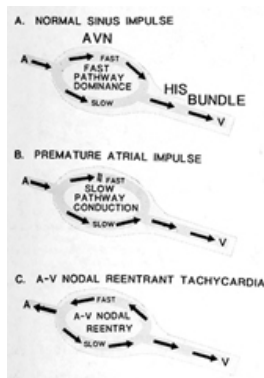 A. NORMAL SINUS IMPULSE
AVN
A FAST
FAST
PATHWAY
DOMINANCE
HIS
BUNDLE
SLOW
V
B. PREMATURE ATRIAL IMPULSE
A FAST
SLOW
PATHWAY
CONDUCTION
SLOW
V
C. A-V NODAL REENTRANT TACHYCARDIA
A FAST
A-V NODAL
REENTRY
SLOW
V